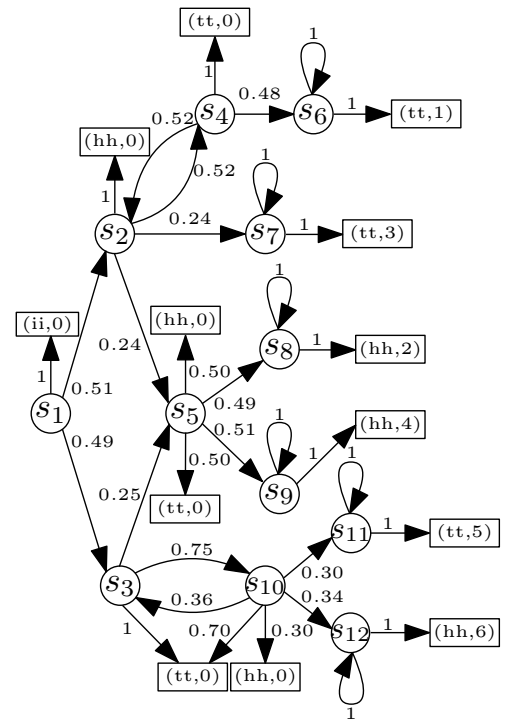 (tt,0)
1
1
s4
0.48
s6
1
(tt,1)
0.52
(hh,0)
1
0.52
1
s2
0.24
s7
1
(tt,3)
1
(ii,0)
(hh,0)
0.24
s8
1
(hh,2)
1
0.50
0.51
0.49
s1
s5
0.51
1
(hh,4)
0.49
0.50
1
1
0.25
s9
(tt,0)
s11
1
(tt,5)
0.75
0.30
s3
s10
0.36
0.34
1
0.70
0.30
s12
1
(hh,6)
(tt,0)
(hh,0)
1